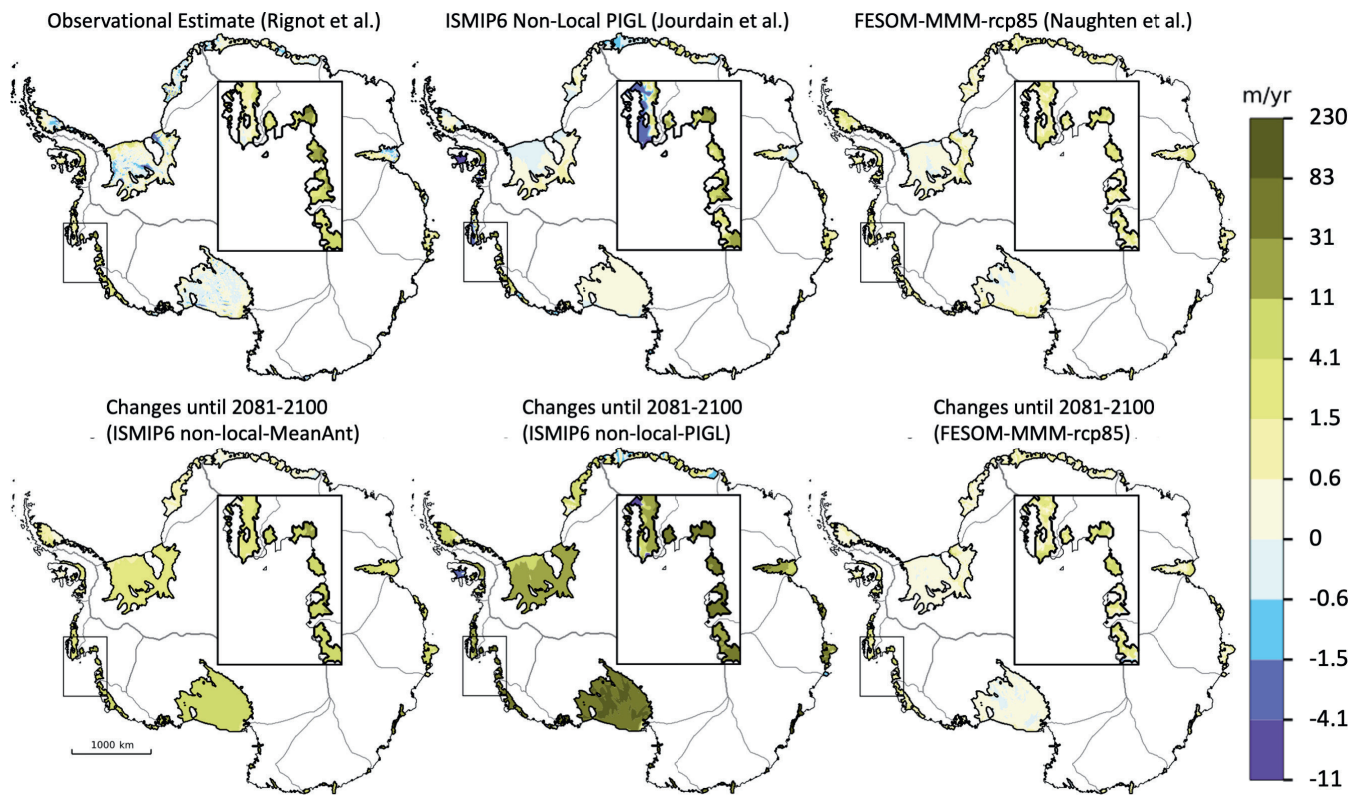 Observational Estimate (Rignot et al.)
ISMIP6 Non-Local PIGL (Jourdain et al.)
FESOM-MMM-rcp85 (Naughten et al.)
m/yr
230
83
31
11
4.1
1.5
0.6
0
-0.6
-1.5
-4.1
-11
Changes until 2081-2100
(ISMIP6 non-local-MeanAnt)
Changes until 2081-2100
(ISMIP6 non-local-PIGL)
Changes until 2081-2100
(FESOM-MMM-rcp85)
1000 km